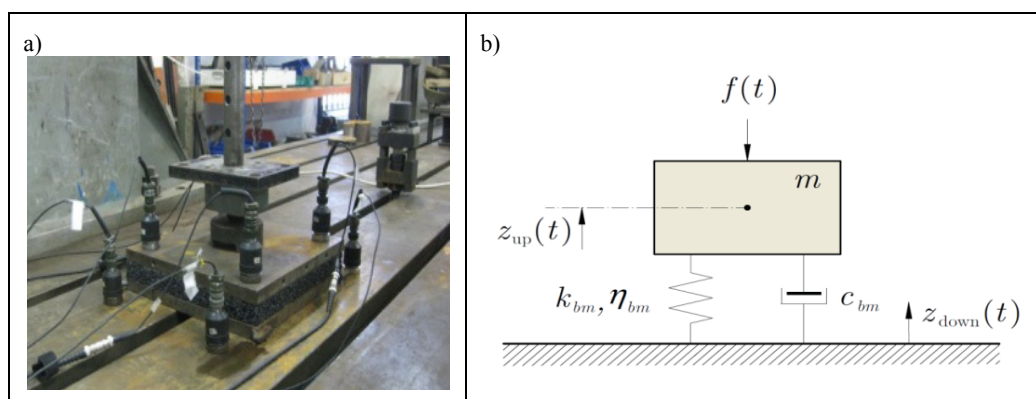 a)
b)
f(t)
m
z_up(t)
k_bm, η_bm
c_bm
z_down(t)